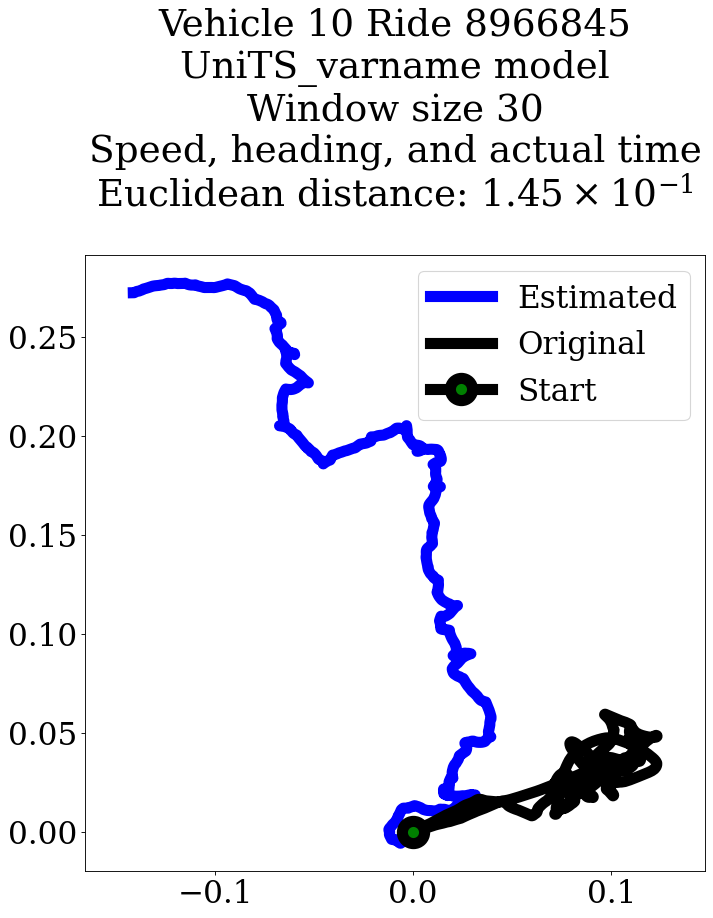 Vehicle 10 Ride 8966845
UniTS_varname model
Window size 30
Speed, heading, and actual time
Euclidean distance: 1.45 × 10⁻¹
Estimated
Original
Start
0.25
0.20
0.15
0.10
0.05
0.00
−0.1 0.0 0.1